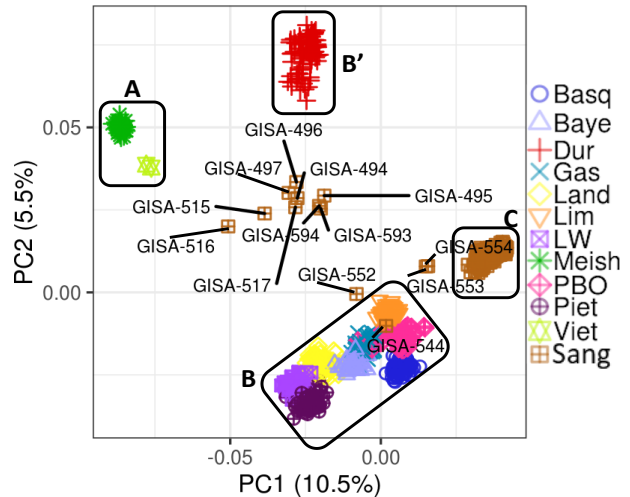 A
B’
GISA-496
GISA-497 GISA-494
GISA-515 GISA-495
GISA-516 GISA-594 GISA-593
C
GISA-554
GISA-517 GISA-552 GISA-553
GISA-544
B
0.05
0.00
PC2 (5.5%)
-0.05 0.00
PC1 (10.5%)
Basq
Baye
Dur
Gas
Land
Lim
LW
Meish
PBO
Piet
Viet
Sang